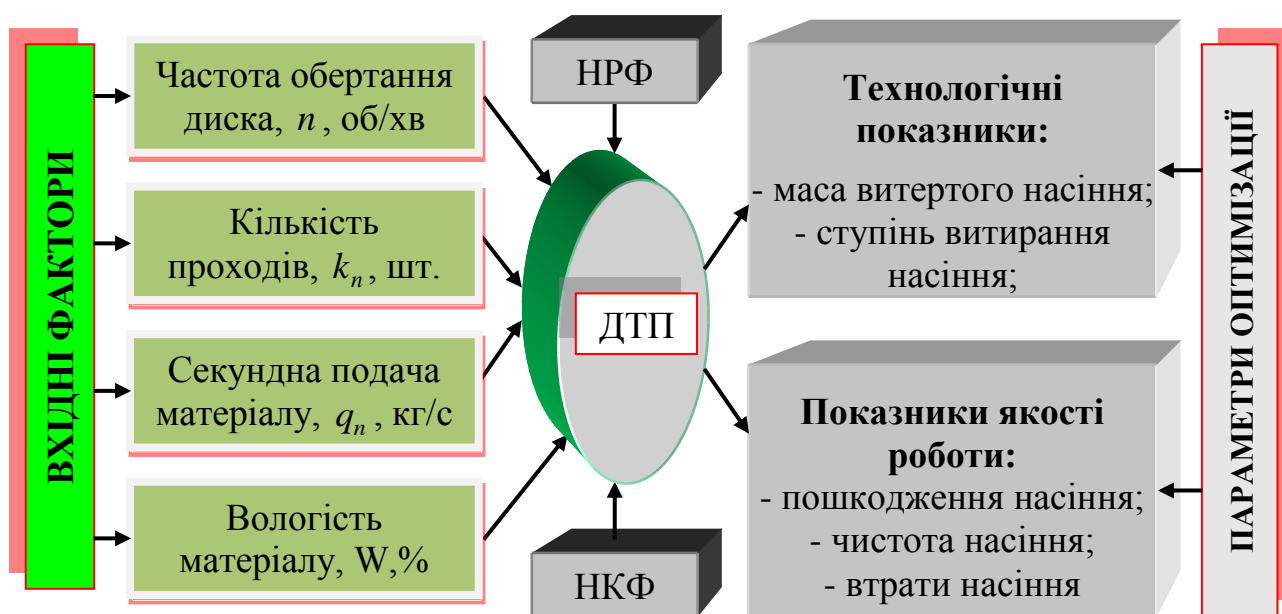 ВХІДНІ ФАКТОРИ
Частота обертання
диска, n, об/хв
Кількість
проходів, kₙ, шт.
Секундна подача
матеріалу, qₙ, кг/с
Вологість
матеріалу, W,%
НРФ
ДТП
НКФ
Технологічні
показники:
- маса витертого насіння;
- ступінь витирання
насіння;
Показники якості
роботи:
- пошкодження насіння;
- чистота насіння;
- втрати насіння
ПАРАМЕТРИ ОПТИМІЗАЦІЇ